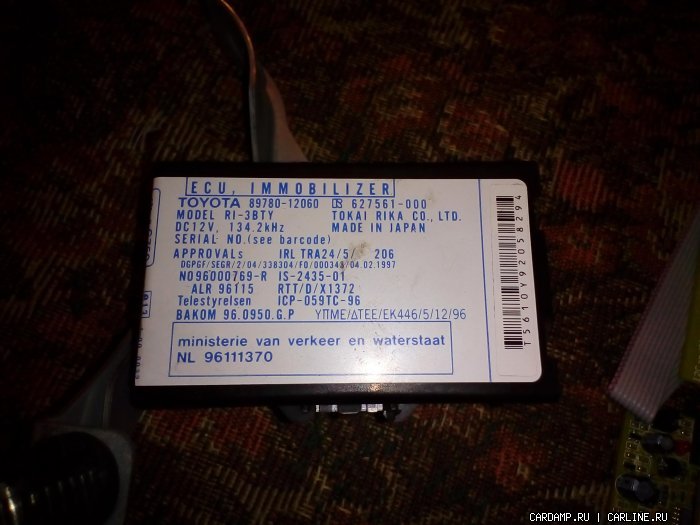 ECU, IMMOBILIZER
TOYOTA 89780-12060 627561-000
MODEL RI-3BTY TOKAI RIKA CO., LTD.
DC12V, 134.2kHz MADE IN JAPAN
SERIAL NO.(see barcode)
APPROVALs IRL TRA24/5/ 206
DGPGF/SEGR/2/04/338304/FO/000343/04.02.1997
NO96000769-R IS-2435-01
ALR 96115 RTT/D/X1372
Telestyrelsen ICP-059TC-96
BAKOM 96.0950.G.P ΥΠΜΕ/ΔΤΕΕ/ΕΚ446/5/12/96
ministerie van verkeer en waterstaat
NL 96111370
T5610Y92058294
CARDAMP.RU | CARLINE.RU